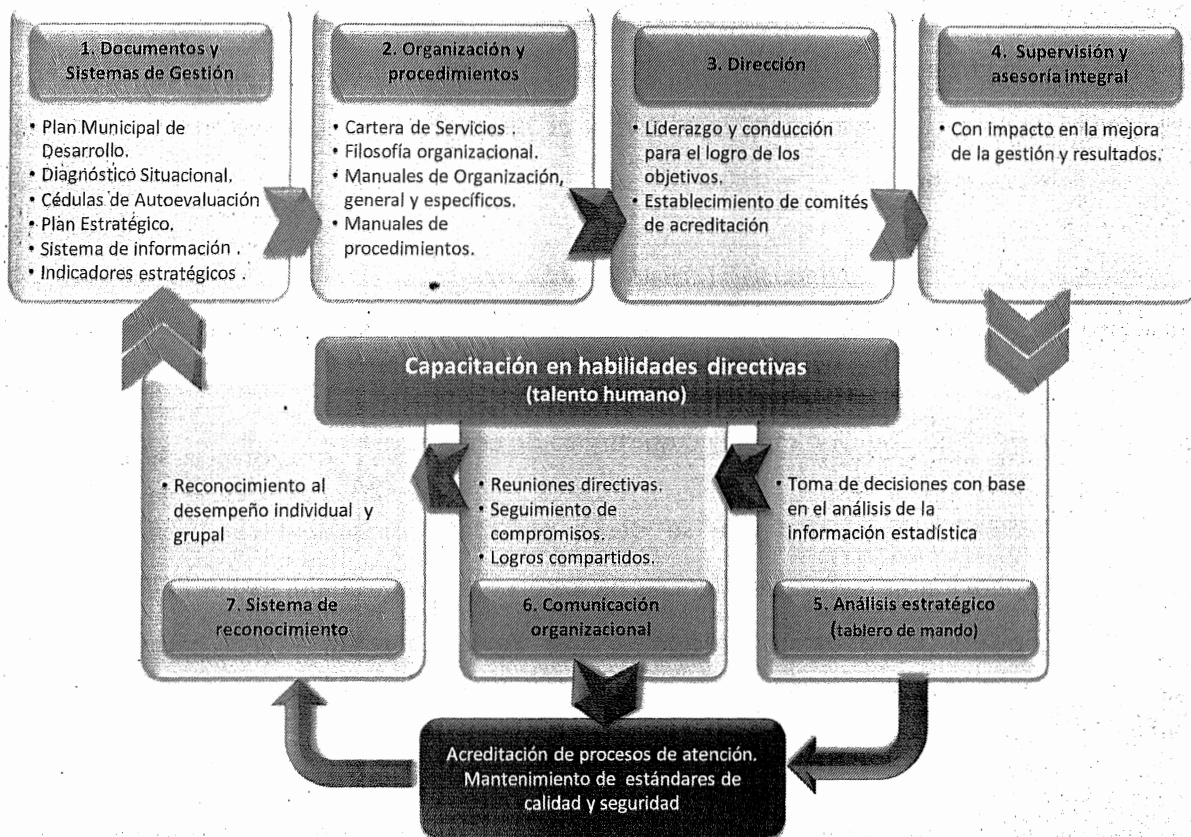 1. Documentos y
Sistemas de Gestión
• Plan Municipal de
Desarrollo.
• Diagnóstico Situacional.
• Cédulas de Autoevaluación
• Plan Estratégico.
• Sistema de información .
• Indicadores estratégicos .
2. Organización y
procedimientos
• Cartera de Servicios .
• Filosofía organizacional.
• Manuales de Organización,
general y específicos.
• Manuales de
procedimientos.
3. Dirección
• Liderazgo y conducción
para el logro de los
objetivos.
• Establecimiento de comités
de acreditación
4. Supervisión y
asesoría integral
• Con impacto en la mejora
de la gestión y resultados.
Capacitación en habilidades directivas
(talento humano)
• Reconocimiento al
desempeño individual y
grupal
7. Sistema de
reconocimiento
• Reuniones directivas.
• Seguimiento de
compromisos.
• Logros compartidos.
6. Comunicación
organizacional
• Toma de decisiones con base
en el análisis de la
información estadística
5. Análisis estratégico
(tablero de mando)
Acreditación de procesos de atención.
Mantenimiento de estándares de
calidad y seguridad